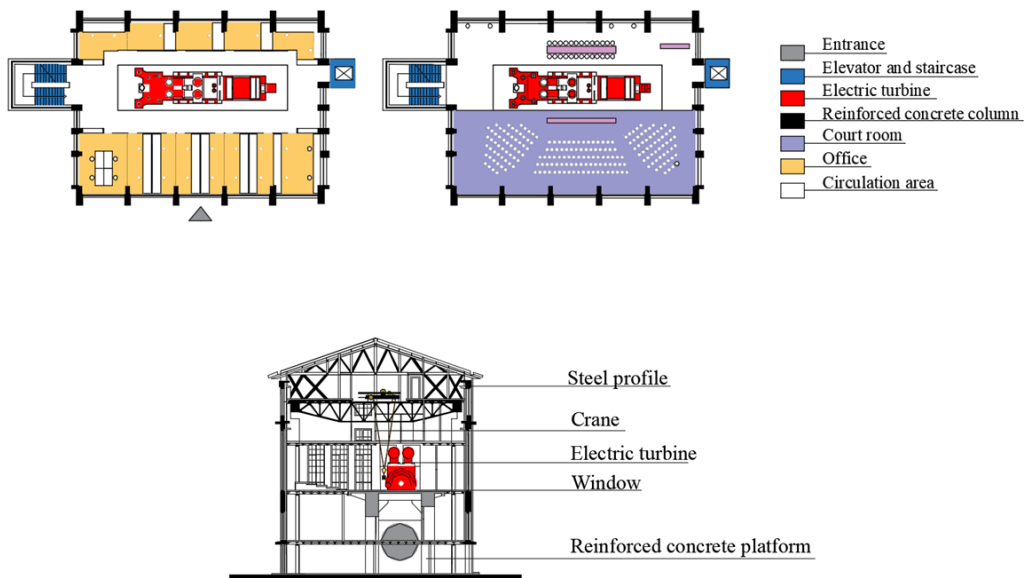 Entrance
Elevator and staircase
Electric turbine
Reinforced concrete column
Court room
Office
Circulation area
Steel profile
Crane
Electric turbine
Window
Reinforced concrete platform